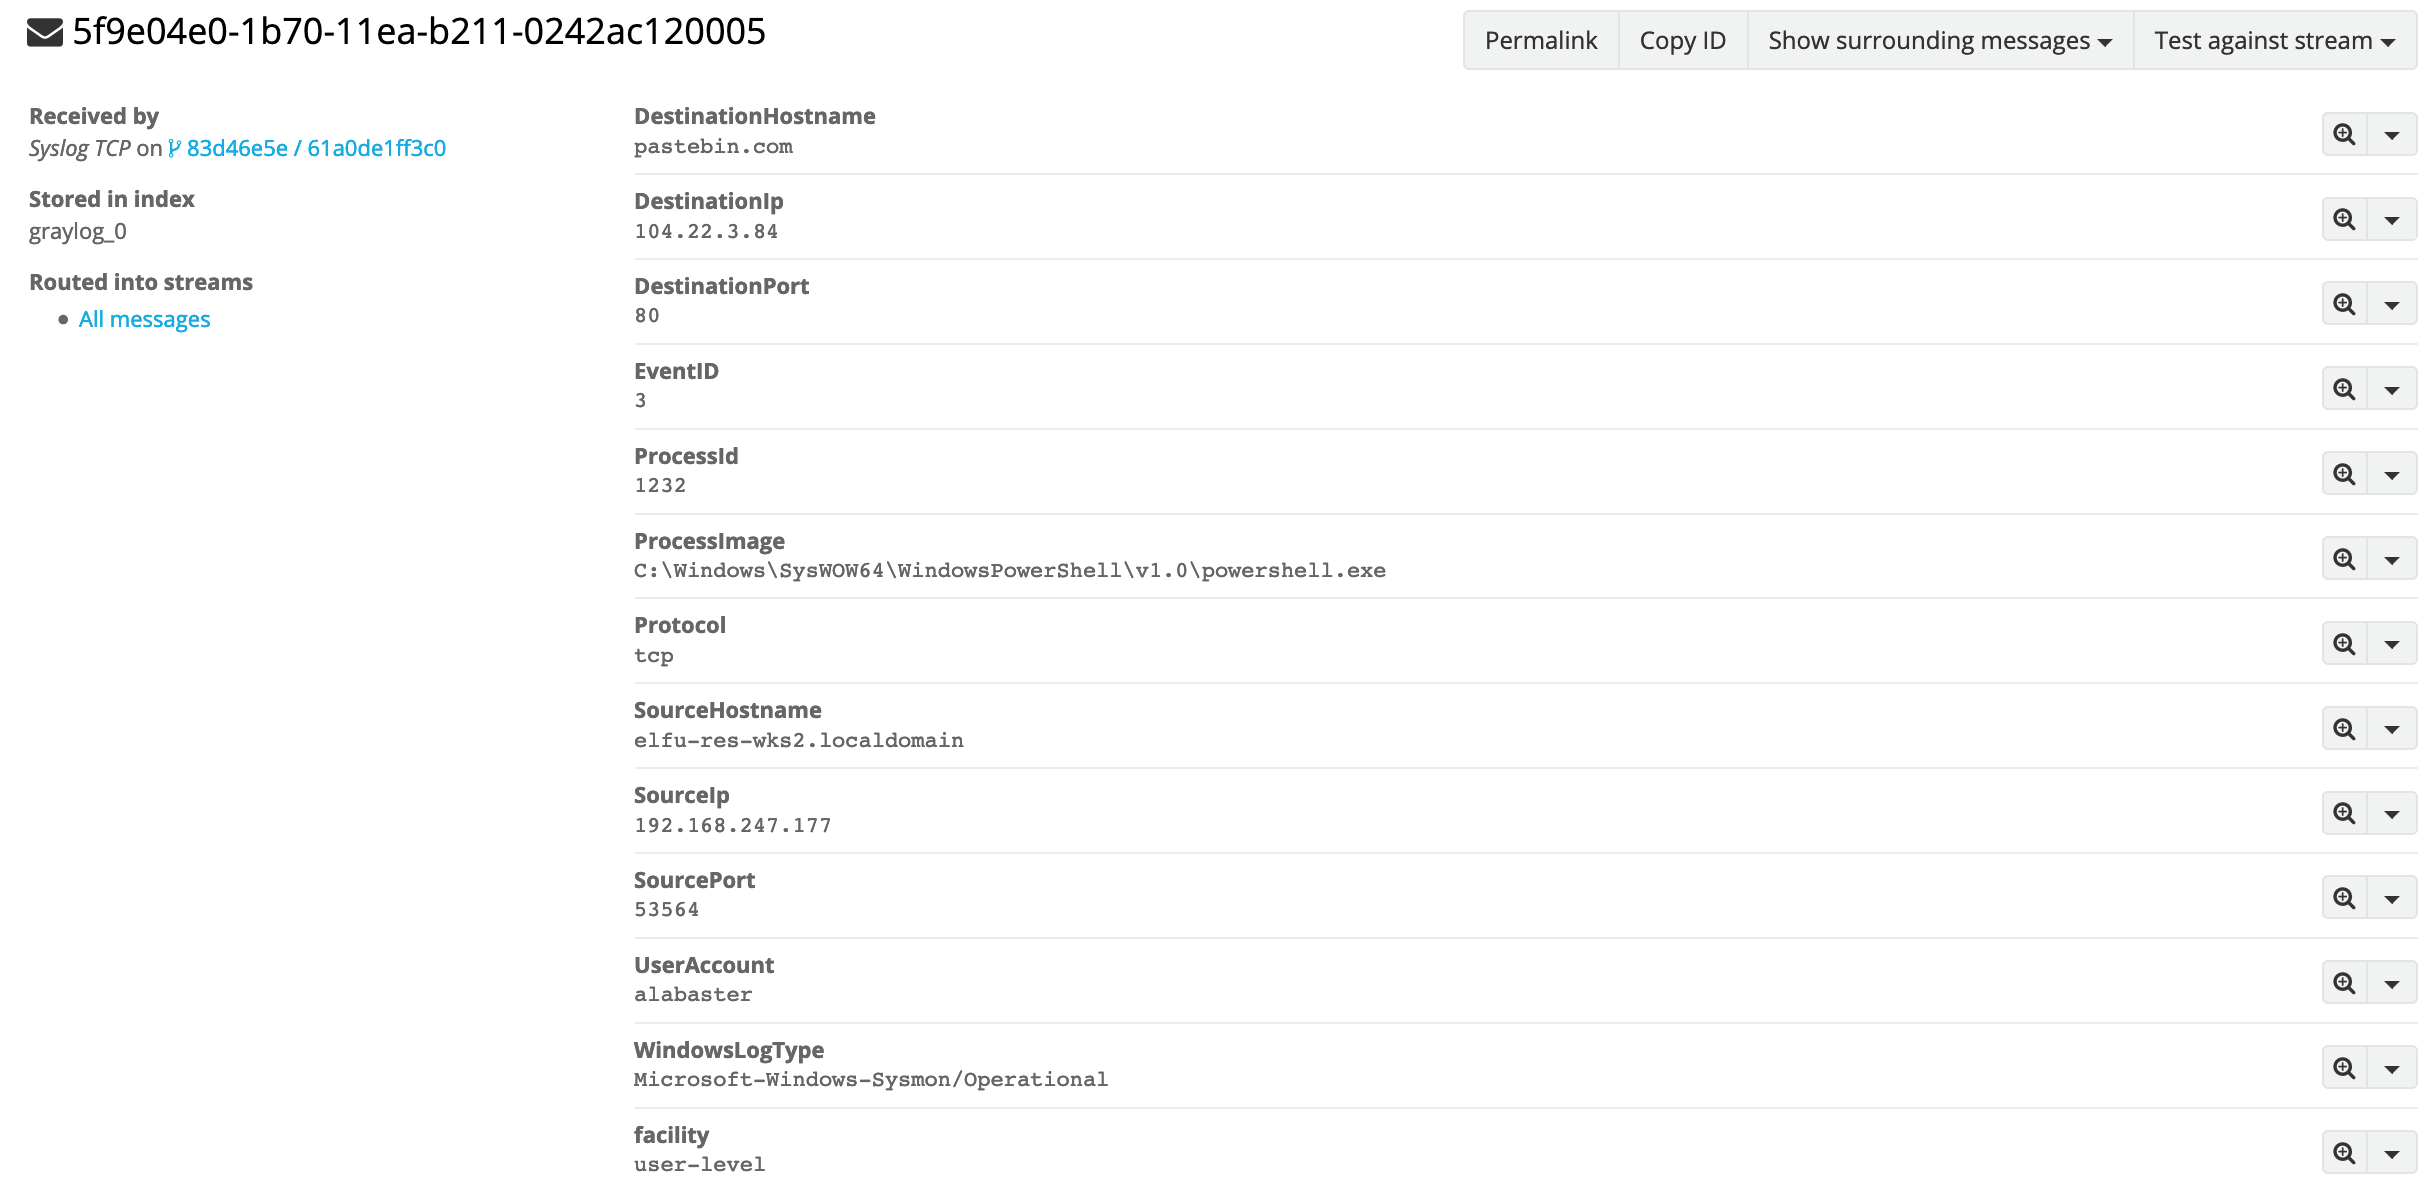 5f9e04e0-1b70-11ea-b211-0242ac120005
Permalink
Copy ID
Show surrounding messages
Test against stream
Received by
Syslog TCP on 83d46e5e / 61a0de1ff3c0
Stored in index
graylog_0
Routed into streams
All messages
DestinationHostname
pastebin.com
DestinationIp
104.22.3.84
DestinationPort
80
EventID
3
ProcessId
1232
ProcessImage
C:\Windows\SysWOW64\WindowsPowerShell\v1.0\powershell.exe
Protocol
tcp
SourceHostname
elfu-res-wks2.localdomain
SourceIp
192.168.247.177
SourcePort
53564
UserAccount
alabaster
WindowsLogType
Microsoft-Windows-Sysmon/Operational
facility
user-level